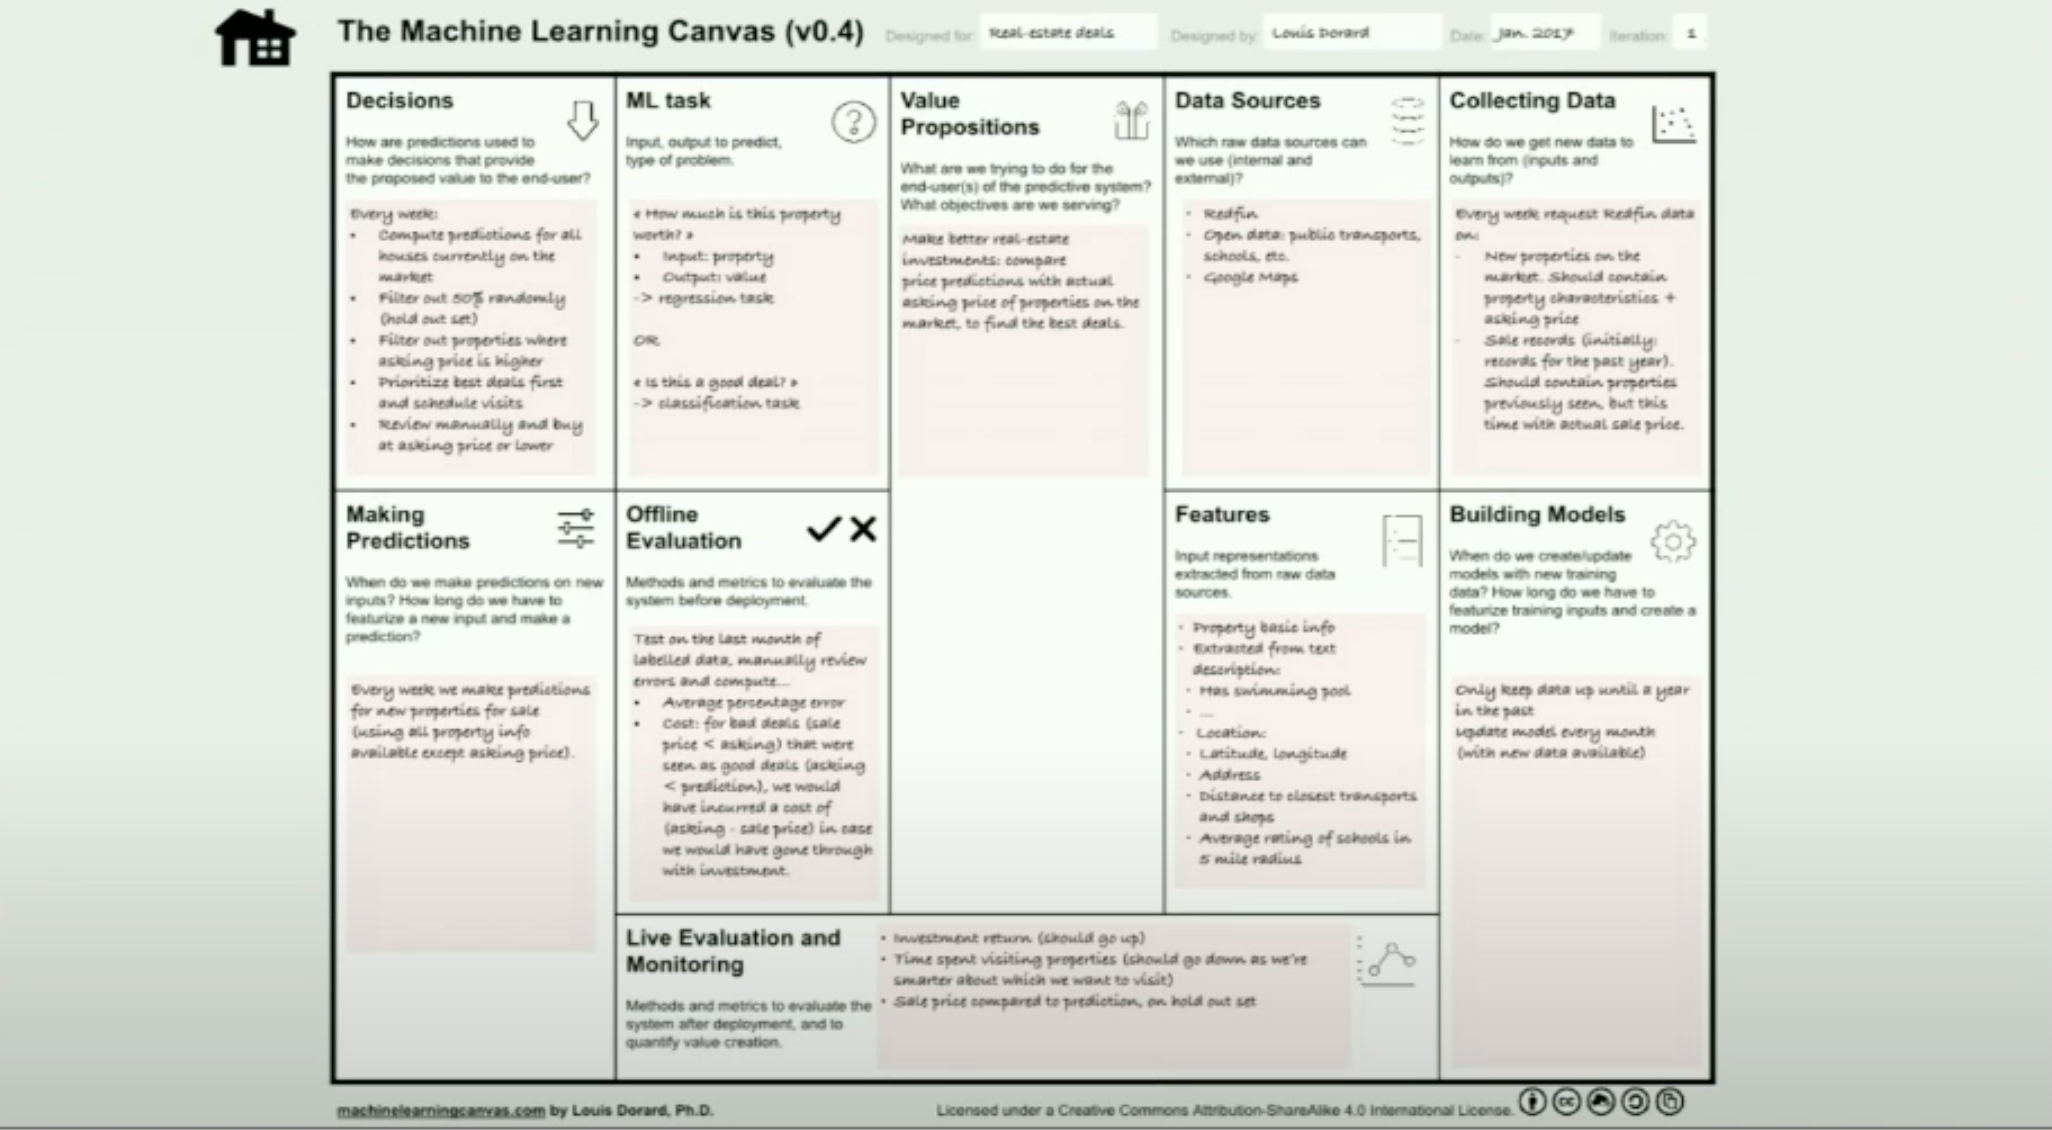 The Machine Learning Canvas (v0.4)
Designed for: Real-estate deals
Designed by: Louis Dorard
Date: Jan. 2017
Iteration: 1
Decisions
How are predictions used to
make decisions that provide
the proposed value to the end-user?
Every week:
• Compute predictions for all
houses currently on the
market
• Filter out 50% randomly
(hold out set)
• Filter out properties where
asking price is higher
• Prioritize best deals first
and schedule visits
• Review manually and buy
at asking price or lower
ML task
Input, output to predict,
type of problem.
« How much is this property
worth? »
• Input: property
• Output: value
-> regression task
OR
« Is this a good deal? »
-> classification task
Value
Propositions
What are we trying to do for the
end-user(s) of the predictive system?
What objectives are we serving?
Make better real-estate
investments: compare
price predictions with actual
asking price of properties on the
market, to find the best deals.
Data Sources
Which raw data sources can
we use (internal and
external)?
• Redfin
• Open data: public transports,
schools, etc.
• Google Maps
Collecting Data
How do we get new data to
learn from (inputs and
outputs)?
Every week request Redfin data
on:
- New properties on the
market. Should contain
property characteristics +
asking price
- Sale records (initially:
records for the past year).
Should contain properties
previously seen, but this
time with actual sale price.
Making
Predictions
When do we make predictions on new
inputs? How long do we have to
featurize a new input and make a
prediction?
Every week we make predictions
for new properties for sale
(using all property info
available except asking price).
Offline
Evaluation
Methods and metrics to evaluate the
system before deployment.
Test on the last month of
labelled data, manually review
errors and compute...
• Average percentage error
• Cost: for bad deals (sale
price < asking) that were
seen as good deals (asking
< prediction), we would
have incurred a cost of
(asking - sale price) in case
we would have gone through
with investment.
Features
Input representations
extracted from raw data
sources.
• Property basic info
• Extracted from text
description:
• Has swimming pool
• ...
- Location:
• Latitude, longitude
• Address
• Distance to closest transports
and shops
• Average rating of schools in
5 mile radius
Building Models
When do we create/update
models with new training
data? How long do we have to
featurize training inputs and create a
model?
Only keep data up until a year
in the past
update model every month
(with new data available)
Live Evaluation and
Monitoring
Methods and metrics to evaluate the
system after deployment, and to
quantify value creation.
• Investment return (should go up)
• Time spent visiting properties (should go down as we're
smarter about which we want to visit)
• Sale price compared to prediction, on hold out set
machinelearningcanvas.com by Louis Dorard, Ph.D.
Licensed under a Creative Commons Attribution-ShareAlike 4.0 International License.